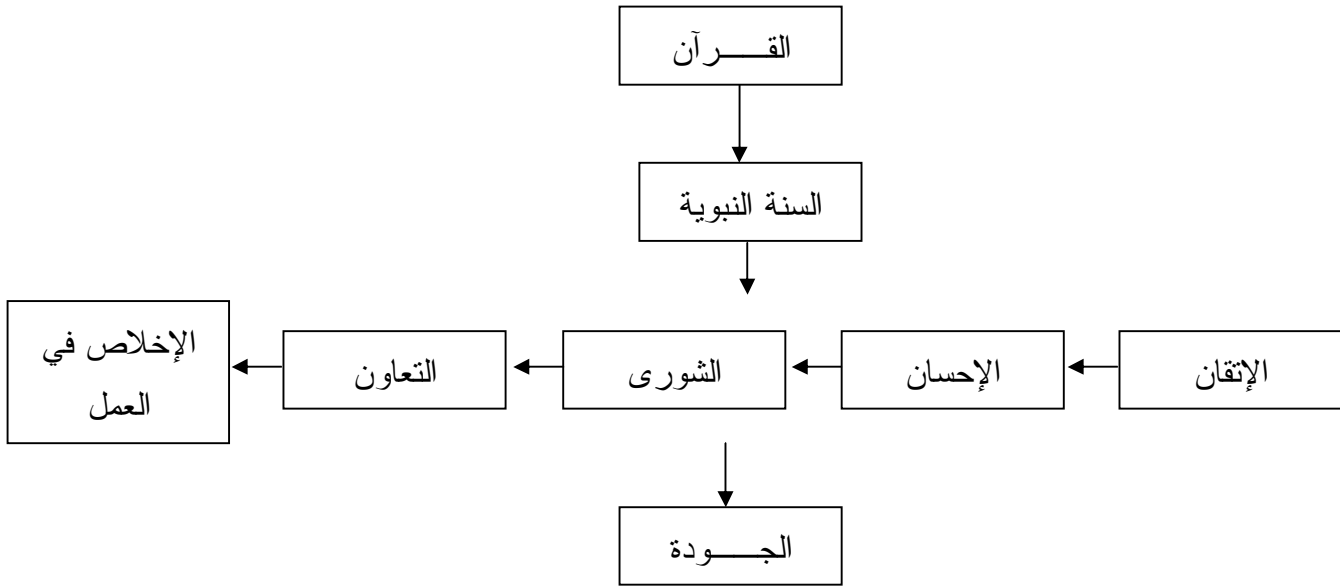 القـــــرآن
السنة النبوية
الإتقان
الإحسان
الشورى
التعاون
الإخلاص في
العمل
الجـــــودة